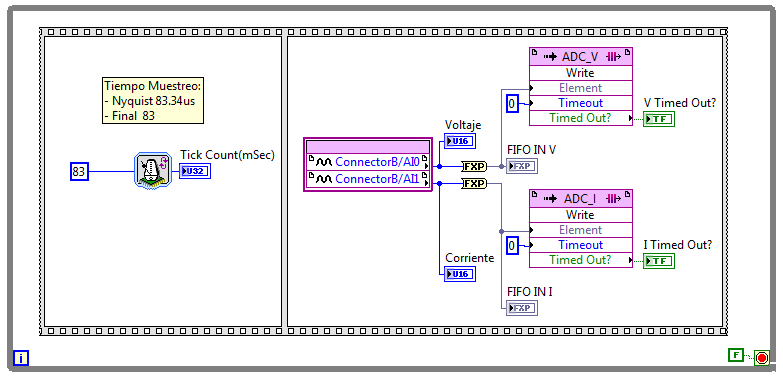 Tiempo Muestreo:
- Nyquist 83.34us
- Final 83
83
Tick Count(mSec)
U32
ConnectorB/AI0
ConnectorB/AI1
Voltaje
U16
FXP
FXP
Corriente
U16
ADC_V
Write
Element
0
Timeout
Timed Out?
V Timed Out?
TF
FIFO IN V
FXP
ADC_I
Write
Element
0
Timeout
Timed Out?
I Timed Out?
TF
FIFO IN I
FXP
i
F